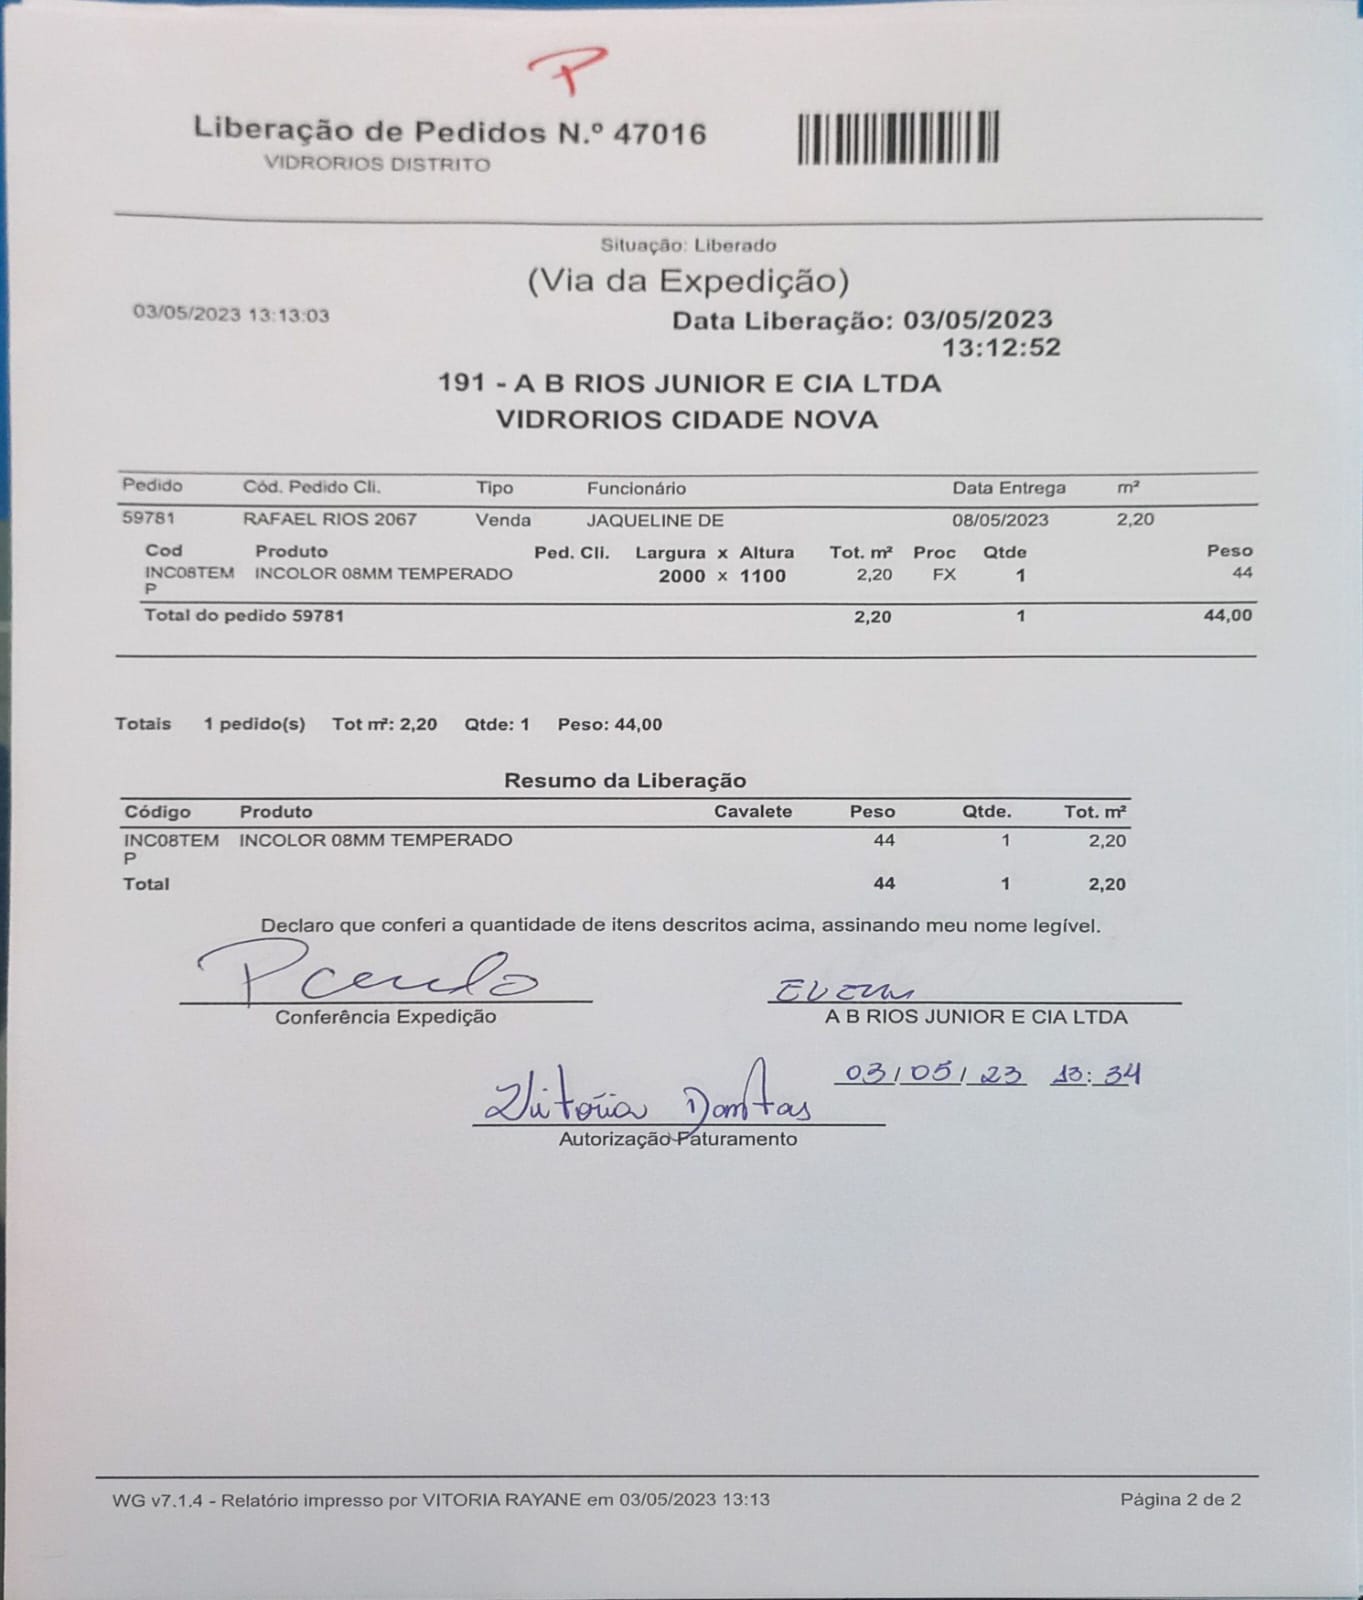 P
Liberação de Pedidos N.º 47016
VIDRORIOS DISTRITO
Situação: Liberado
(Via da Expedição)
03/05/2023 13:13:03
Data Liberação: 03/05/2023
13:12:52
191 - A B RIOS JUNIOR E CIA LTDA
VIDRORIOS CIDADE NOVA
Pedido Cód. Pedido Cli. Tipo Funcionário Data Entrega m²
59781 RAFAEL RIOS 2067 Venda JAQUELINE DE 08/05/2023 2,20
Cod Produto Ped. Cli. Largura x Altura Tot. m² Proc Qtde Peso
INC08TEM INCOLOR 08MM TEMPERADO 2000 x 1100 2,20 FX 1 44
P
Total do pedido 59781 2,20 1 44,00
Totais 1 pedido(s) Tot m²: 2,20 Qtde: 1 Peso: 44,00
Resumo da Liberação
Código Produto Cavalete Peso Qtde. Tot. m²
INC08TEM INCOLOR 08MM TEMPERADO 44 1 2,20
P
Total 44 1 2,20
Declaro que conferi a quantidade de itens descritos acima, assinando meu nome legível.
Conferência Expedição
A B RIOS JUNIOR E CIA LTDA
03/05/23 13:34
Vitória Dantas
Autorização Faturamento
WG v7.1.4 - Relatório impresso por VITORIA RAYANE em 03/05/2023 13:13
Página 2 de 2